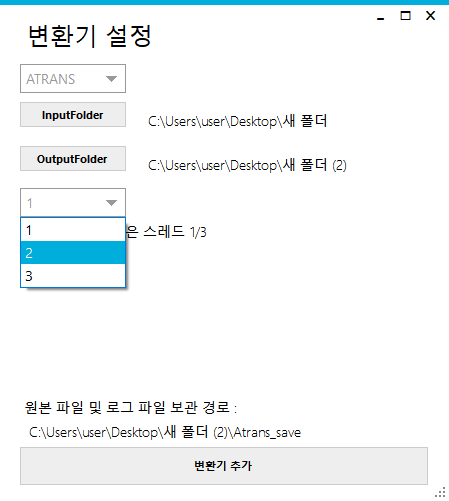 변환기 설정
ATRANS
InputFolder
C:\Users\user\Desktop\새 폴더
OutputFolder
C:\Users\user\Desktop\새 폴더 (2)
1
1
은 스레드 1/3
2
3
원본 파일 및 로그 파일 보관 경로 :
C:\Users\user\Desktop\새 폴더 (2)\Atrans_save
변환기 추가